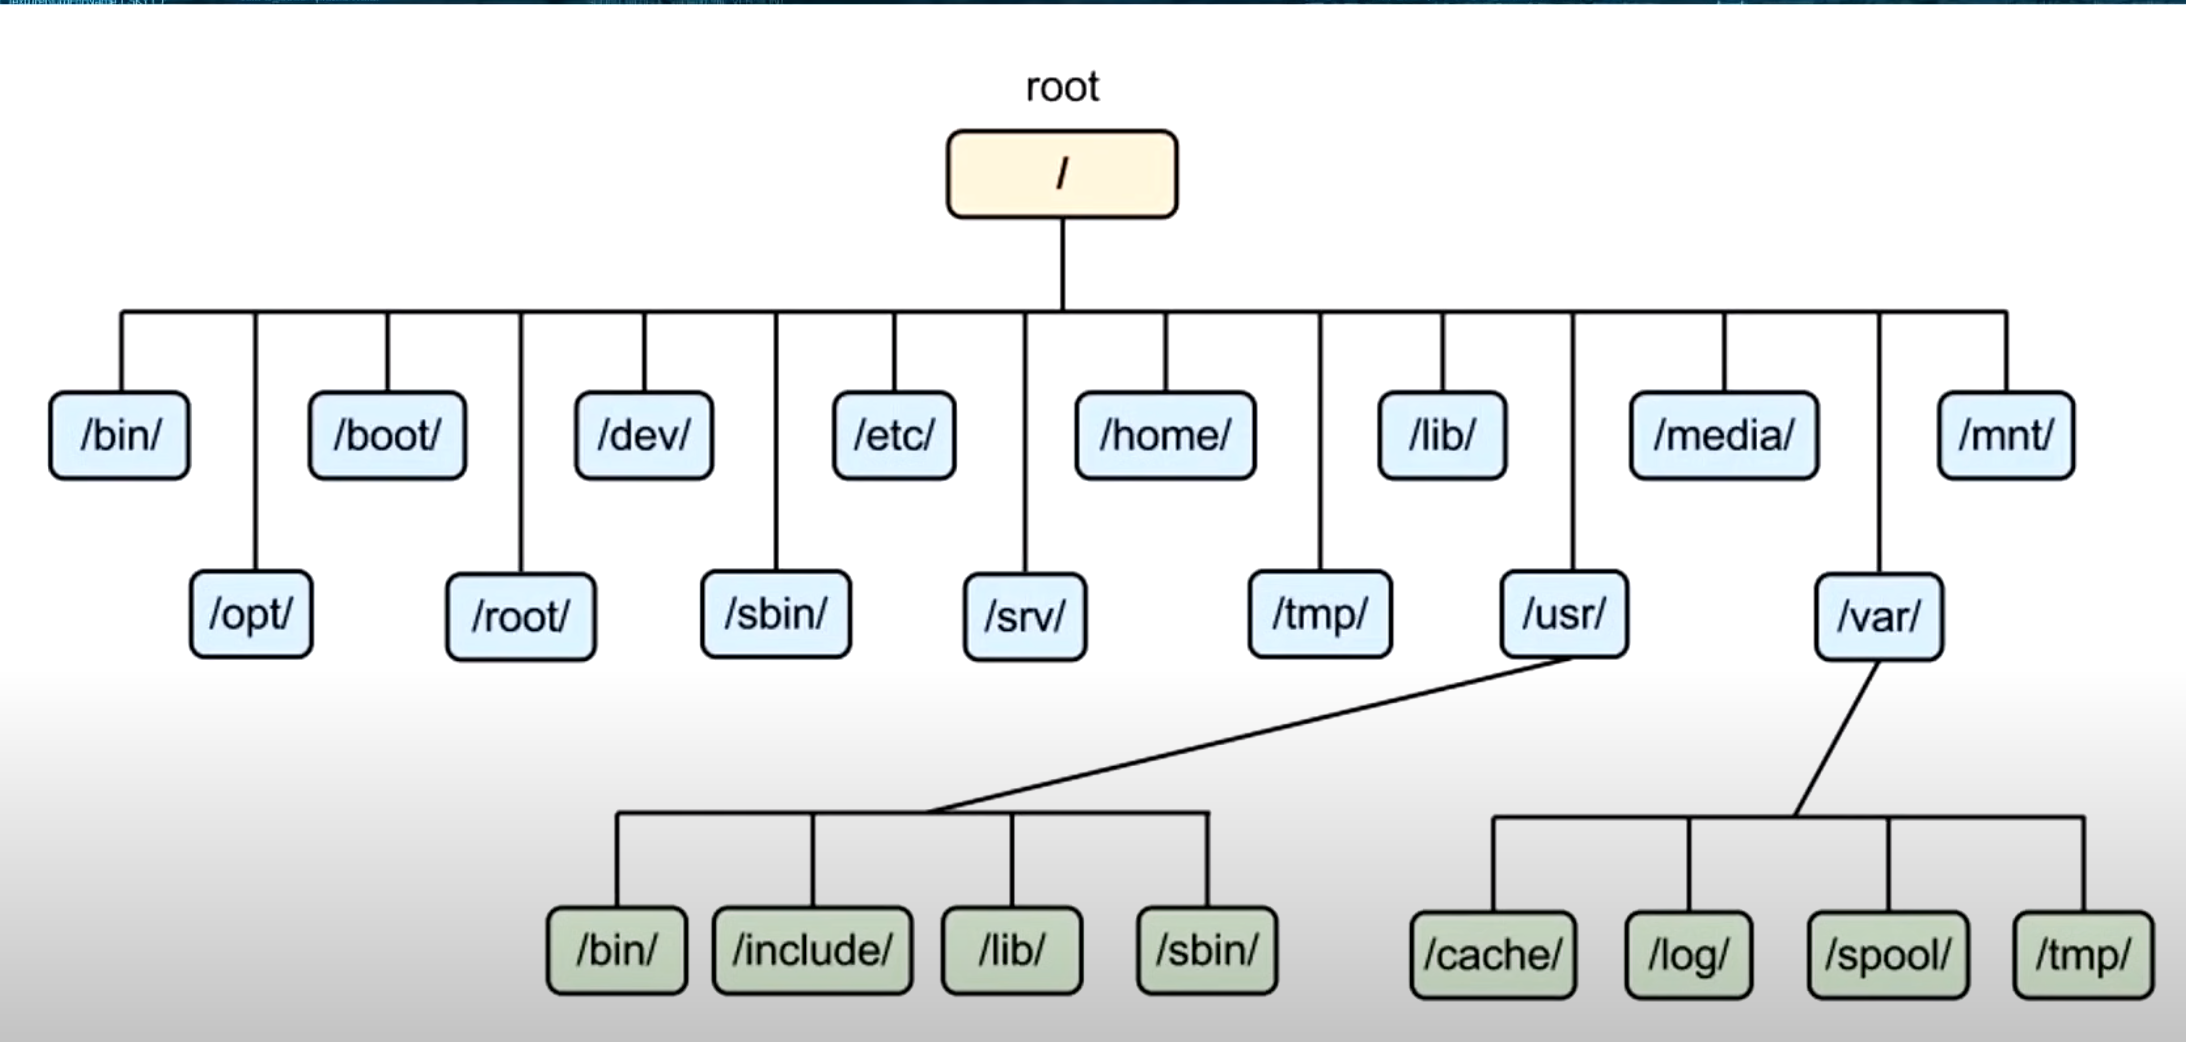 root
/
/bin/
/boot/
/dev/
/etc/
/home/
/lib/
/media/
/mnt/
/opt/
/root/
/sbin/
/srv/
/tmp/
/usr/
/var/
/bin/
/include/
/lib/
/sbin/
/cache/
/log/
/spool/
/tmp/